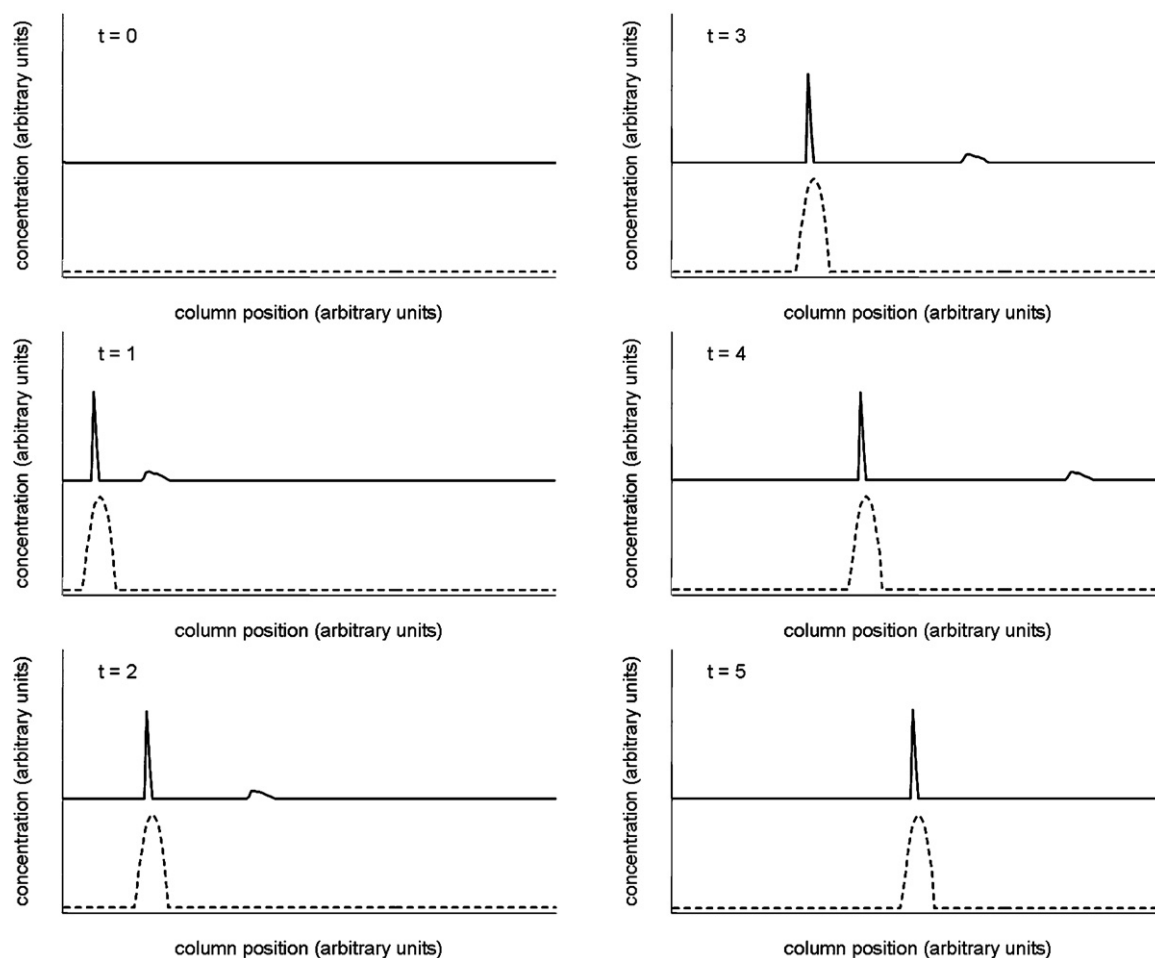 t = 0
concentration (arbitrary units)
column position (arbitrary units)
t = 1
concentration (arbitrary units)
column position (arbitrary units)
t = 2
concentration (arbitrary units)
column position (arbitrary units)
t = 3
concentration (arbitrary units)
column position (arbitrary units)
t = 4
concentration (arbitrary units)
column position (arbitrary units)
t = 5
concentration (arbitrary units)
column position (arbitrary units)